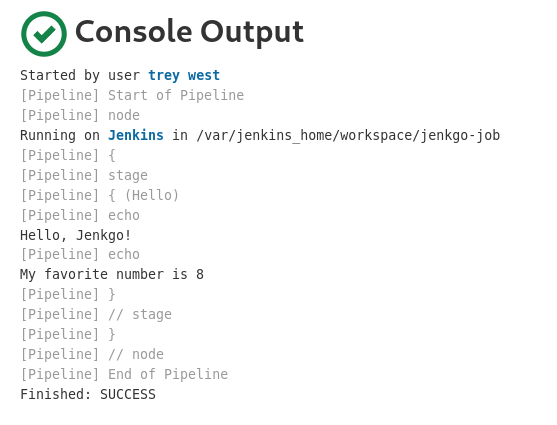 Console Output
Started by user trey west
[Pipeline] Start of Pipeline
[Pipeline] node
Running on Jenkins in /var/jenkins_home/workspace/jenkgo-job
[Pipeline] {
[Pipeline] stage
[Pipeline] { (Hello)
[Pipeline] echo
Hello, Jenkgo!
[Pipeline] echo
My favorite number is 8
[Pipeline] }
[Pipeline] // stage
[Pipeline] }
[Pipeline] // node
[Pipeline] End of Pipeline
Finished: SUCCESS